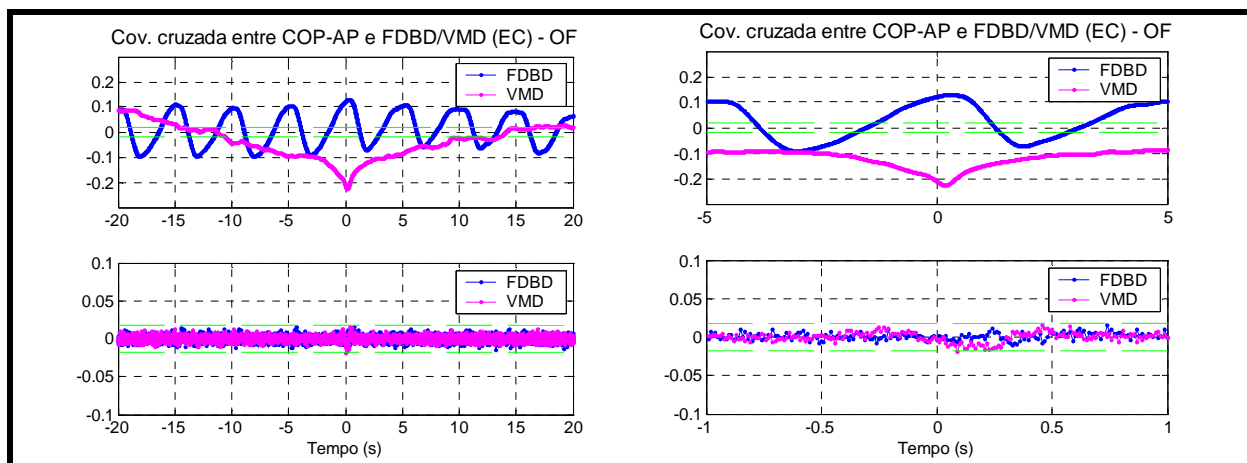 Cov. cruzada entre COP-AP e FDBD/VMD (EC) - OF
0.2
0.1
0
-0.1
-0.2
FDBD
VMD
-20 -15 -10 -5 0 5 10 15 20
Cov. cruzada entre COP-AP e FDBD/VMD (EC) - OF
0.2
0.1
0
-0.1
-0.2
FDBD
VMD
-5 0 5
0.1
0.05
0
-0.05
-0.1
FDBD
VMD
-20 -15 -10 -5 0 5 10 15 20
Tempo (s)
0.1
0.05
0
-0.05
-0.1
FDBD
VMD
-1 -0.5 0 0.5 1
Tempo (s)